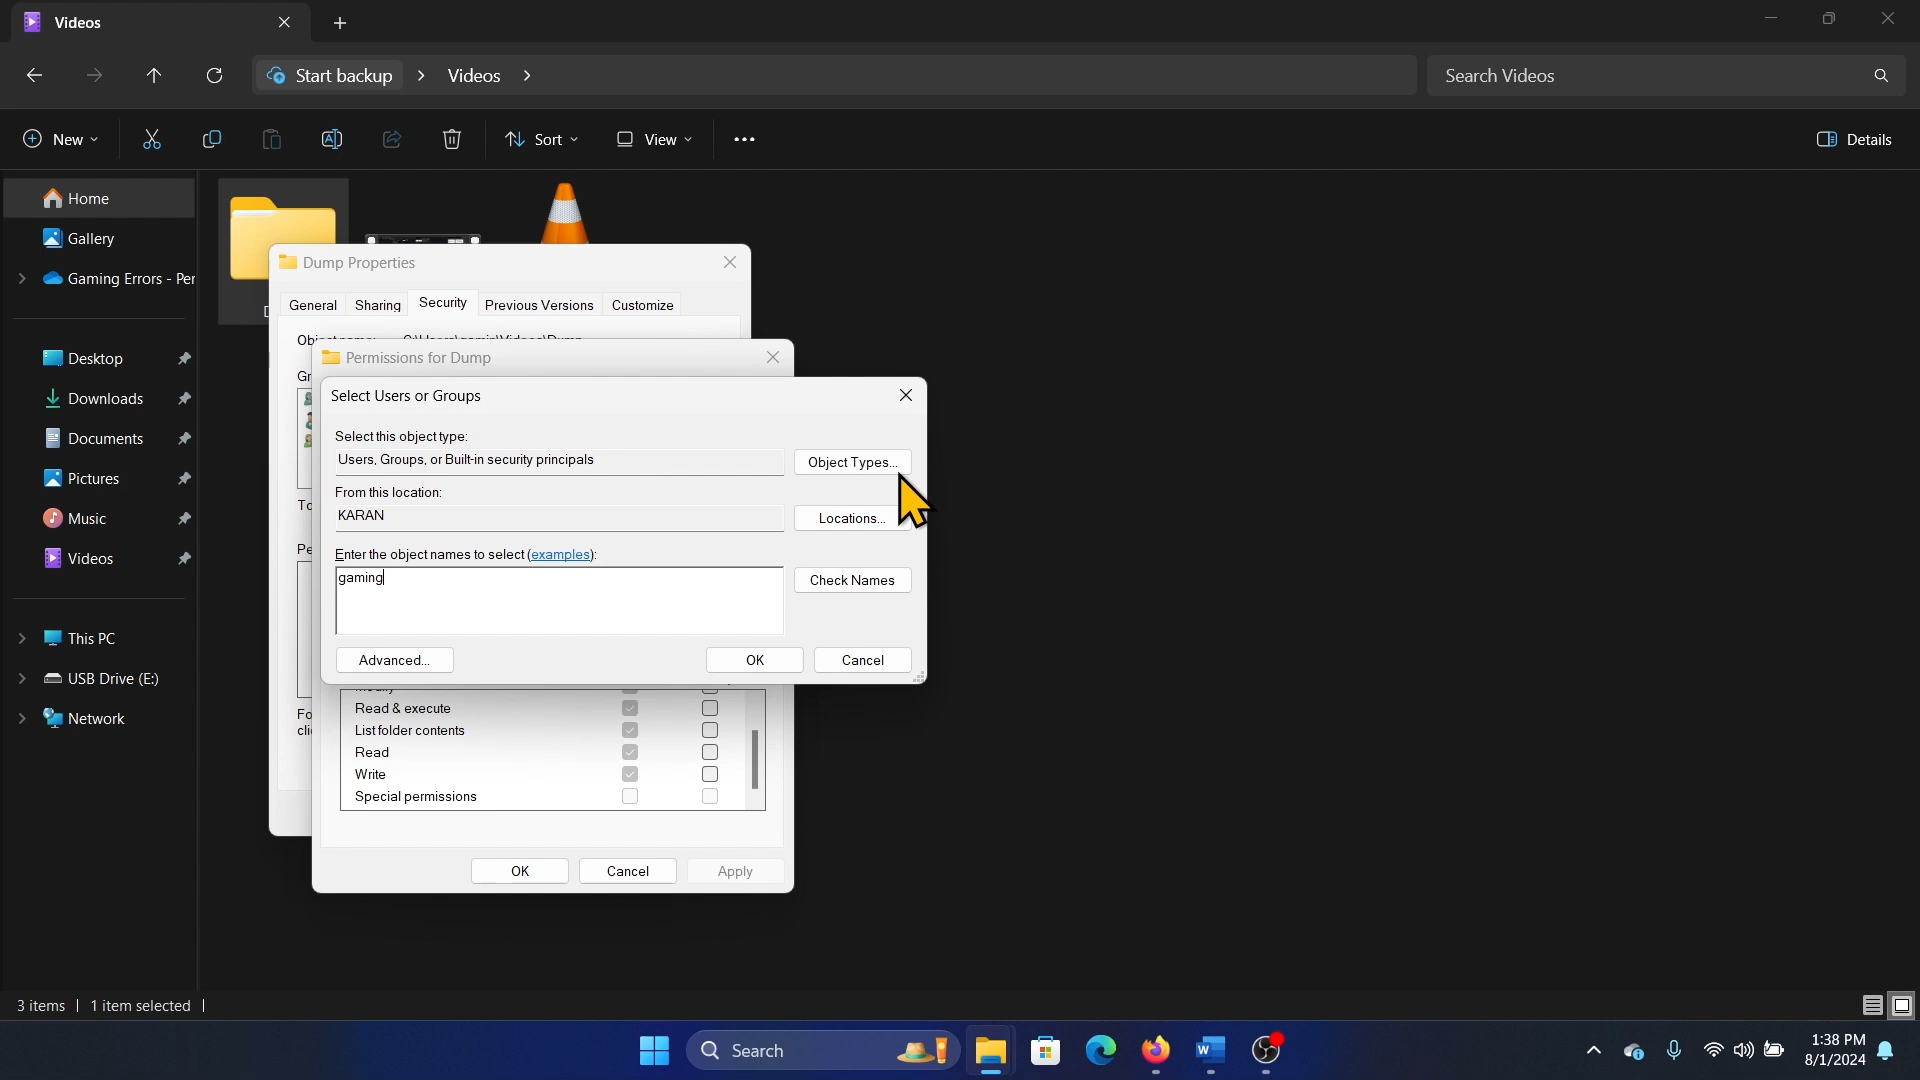 Videos
Start backup > Videos >
Search Videos
New
Sort
View
Details
Home
Gallery
Gaming Errors - Per
Desktop
Downloads
Documents
Pictures
Music
Videos
This PC
USB Drive (E:)
Network
Dump Properties
General
Sharing
Security
Previous Versions
Customize
Permissions for Dump
Select Users or Groups
Select this object type:
Users, Groups, or Built-in security principals
Object Types...
From this location:
KARAN
Locations...
Enter the object names to select (examples):
gaming
Check Names
Advanced...
OK
Cancel
Read & execute
List folder contents
Read
Write
Special permissions
OK
Cancel
Apply
3 items
1 item selected
Search
1:38 PM
8/1/2024